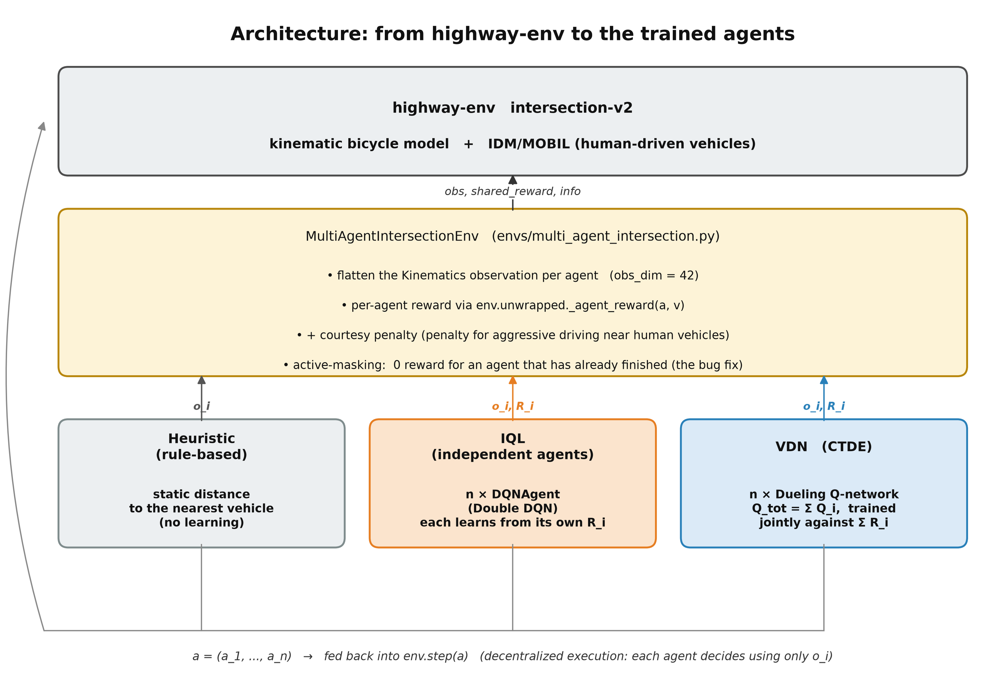 Architecture: from highway-env to the trained agents
highway-env intersection-v2
kinematic bicycle model + IDM/MOBIL (human-driven vehicles)
obs, shared_reward, info
MultiAgentIntersectionEnv (envs/multi_agent_intersection.py)
• flatten the Kinematics observation per agent (obs_dim = 42)
• per-agent reward via env.unwrapped._agent_reward(a, v)
• + courtesy penalty (penalty for aggressive driving near human vehicles)
• active-masking: 0 reward for an agent that has already finished (the bug fix)
o_i
o_i, R_i
o_i, R_i
Heuristic
(rule-based)
static distance
to the nearest vehicle
(no learning)
IQL
(independent agents)
n × DQNAgent
(Double DQN)
each learns from its own R_i
VDN (CTDE)
n × Dueling Q-network
Q_tot = Σ Q_i, trained
jointly against Σ R_i
a = (a_1, ..., a_n) → fed back into env.step(a) (decentralized execution: each agent decides using only o_i)